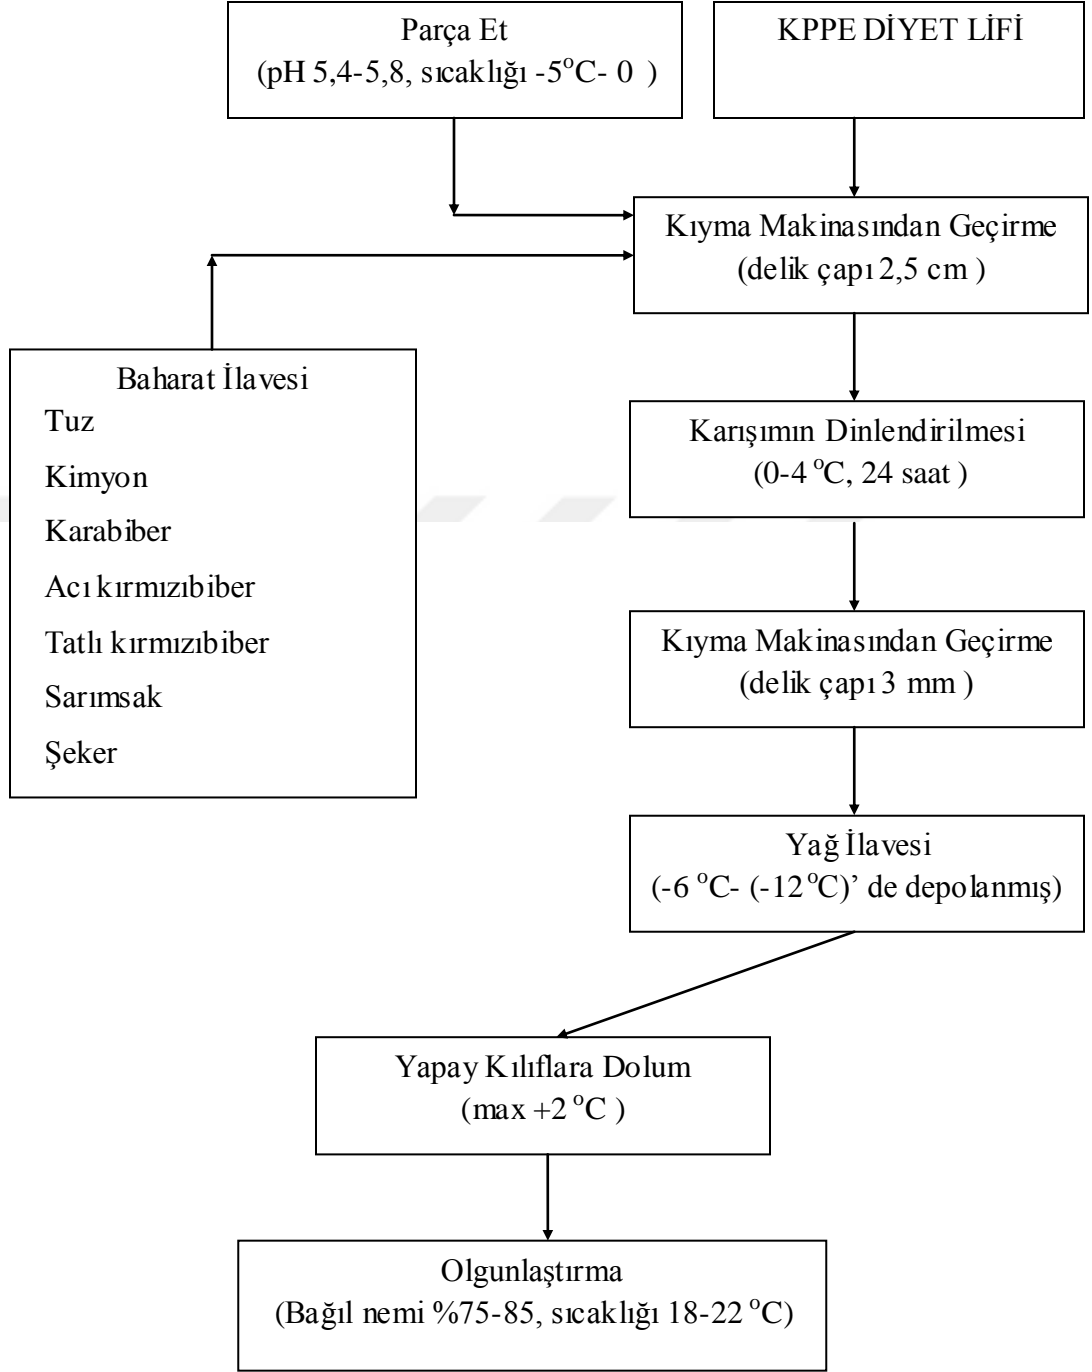 Parça Et
(pH 5,4-5,8, sıcaklığı -5°C- 0 )
KPPE DİYET LİFİ
Kıyma Makinasından Geçirme
(delik çapı 2,5 cm )
Baharat İlavesi
Tuz
Kimyon
Karabiber
Acı kırmızıbiber
Tatlı kırmızıbiber
Sarımsak
Şeker
Karışımın Dinlendirilmesi
(0-4 °C, 24 saat )
Kıyma Makinasından Geçirme
(delik çapı 3 mm )
Yağ İlavesi
(-6 °C- (-12 °C)’ de depolanmış)
Yapay Kılıflara Dolum
(max +2 °C )
Olgunlaştırma
(Bağıl nemi %75-85, sıcaklığı 18-22 °C)